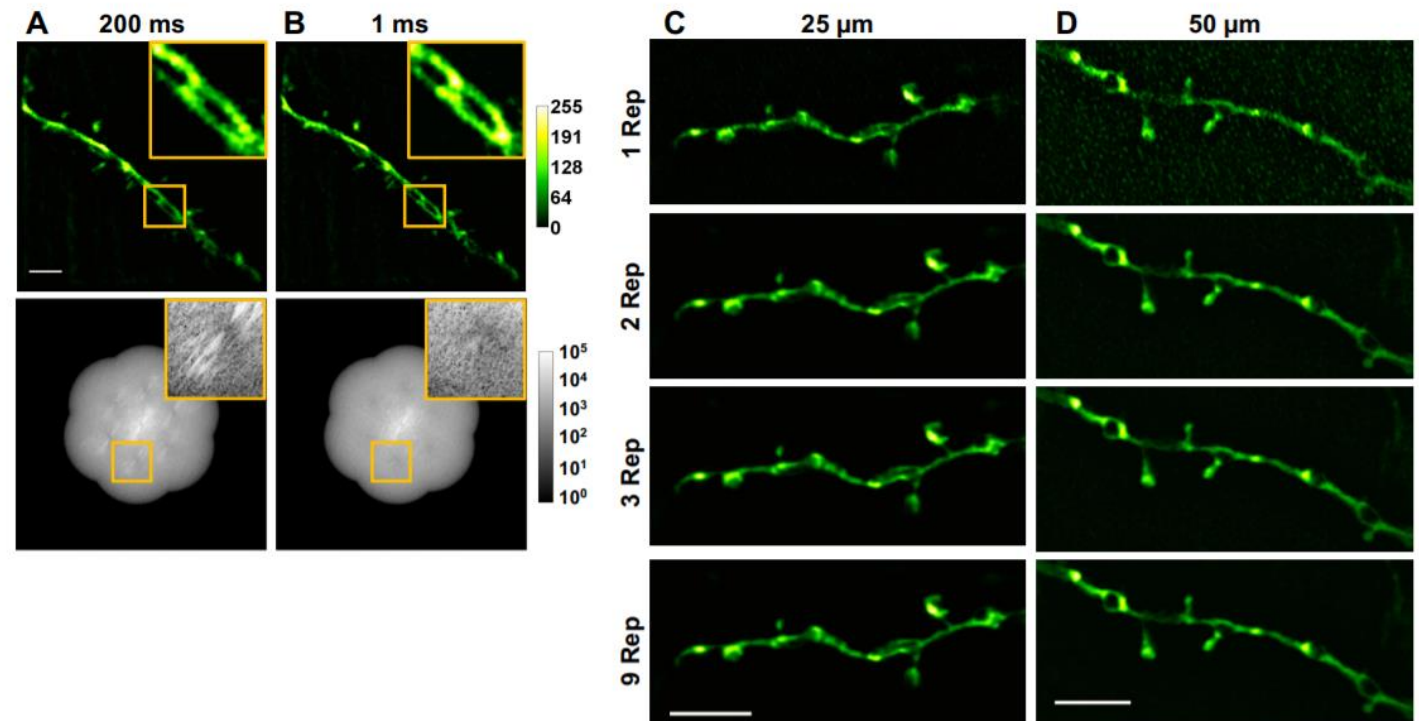 A 200 ms
B 1 ms
255
191
128
64
0
10⁵
10⁴
10³
10²
10¹
10⁰
C 25 µm
D 50 µm
1 Rep
2 Rep
3 Rep
9 Rep